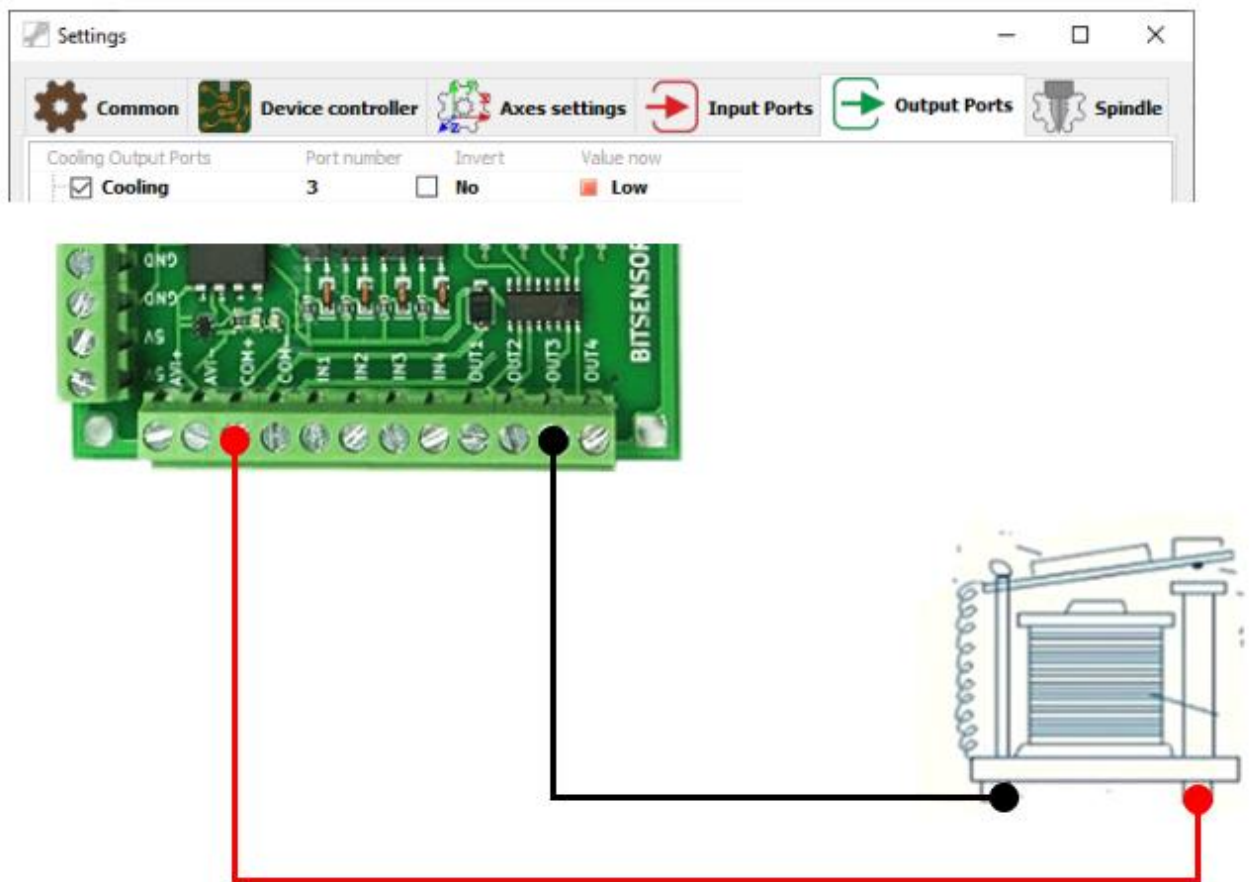 Settings
Common Device controller Axes settings Input Ports Output Ports Spindle
Cooling Output Ports Port number Invert Value now
Cooling 3 No Low
GND
GND
5V
5V
AVI+ AVI- COM+ COM- IN1 IN2 IN3 IN4 OUT1 OUT2 OUT3 OUT4
BITSENSOR